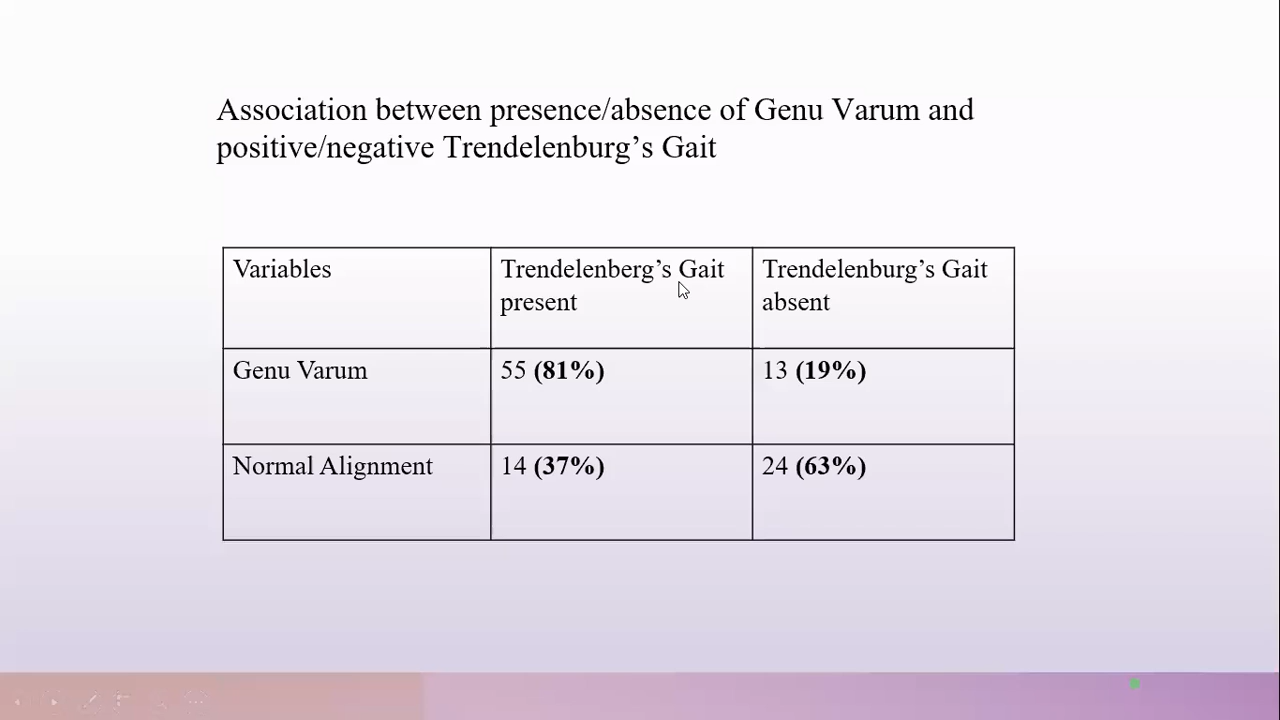 Association between presence/absence of Genu Varum and
positive/negative Trendelenburg’s Gait
Variables
Trendelenberg’s Gait
present
Trendelenburg’s Gait
absent
Genu Varum
55 (81%)
13 (19%)
Normal Alignment
14 (37%)
24 (63%)